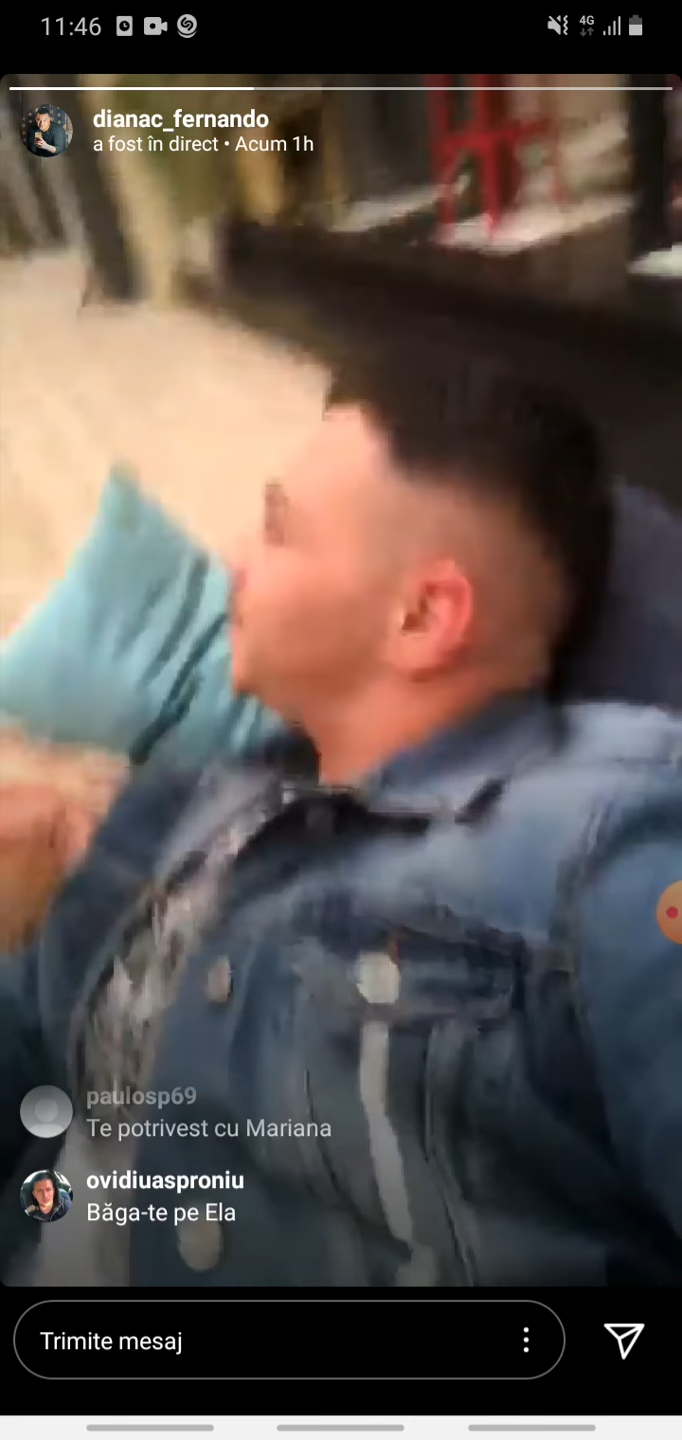 11:46
4G
dianac_fernando
a fost în direct • Acum 1h
paulosp69
Te potrivest cu Mariana
ovidiuasproniu
Băga-te pe Ela
Trimite mesaj